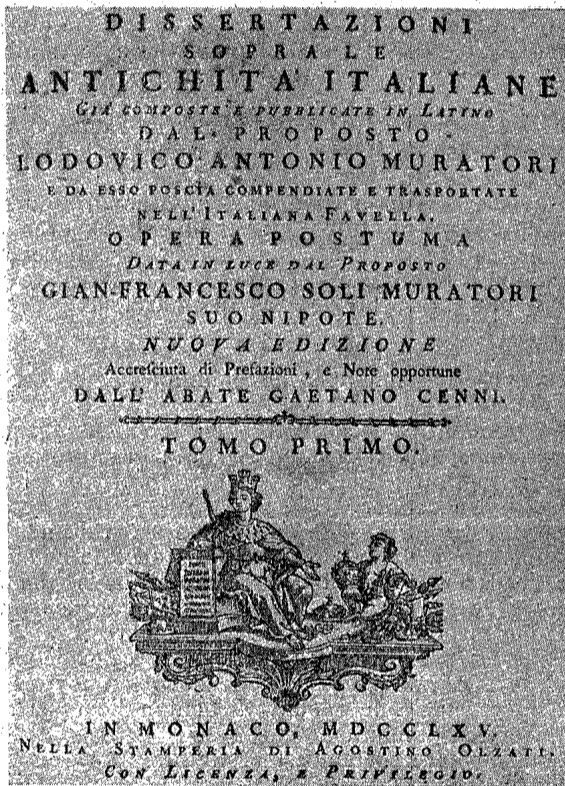 DISSERTAZIONI
SOPRA LE
ANTICHITA' ITALIANE
GIÀ COMPOSTE E PUBBLICATE IN LATINO
DAL PROPOSTO
LODOVICO ANTONIO MURATORI
E DA ESSO POSCIA COMPENDIATE E TRASPORTATE
NELL'ITALIANA FAVELLA.
OPERA POSTUMA
DATA IN LUCE DAL PROPOSTO
GIAN-FRANCESCO SOLI MURATORI
SUO NIPOTE.
NUOVA EDIZIONE
Accresciuta di Prefazioni, e Note opportune
DALL' ABATE GAETANO CENNI.
TOMO PRIMO.
IN MONACO, MDCCLXV.
NELLA STAMPERIA DI AGOSTINO OLZATI.
CON LICENZA, E PRIVILEGIO.